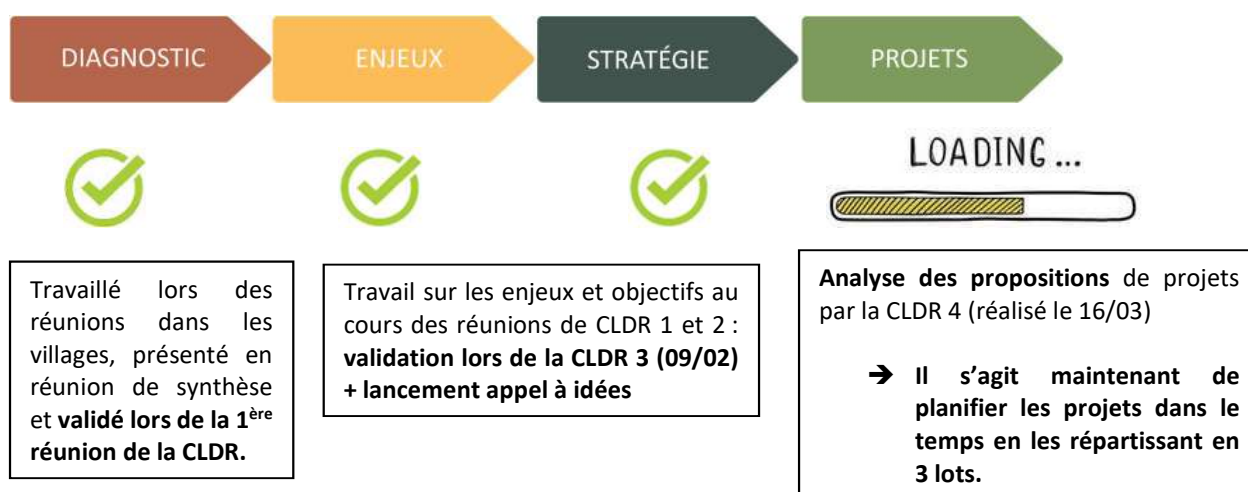 DIAGNOSTIC
ENJEUX
STRATÉGIE
PROJETS
LOADING ...
Travaillé lors des
réunions dans les
villages, présenté en
réunion de synthèse
et validé lors de la 1ère
réunion de la CLDR.
Travail sur les enjeux et objectifs au
cours des réunions de CLDR 1 et 2 :
validation lors de la CLDR 3 (09/02)
+ lancement appel à idées
Analyse des propositions de projets
par la CLDR 4 (réalisé le 16/03)
➔ Il s’agit maintenant de
planifier les projets dans le
temps en les répartissant en
3 lots.